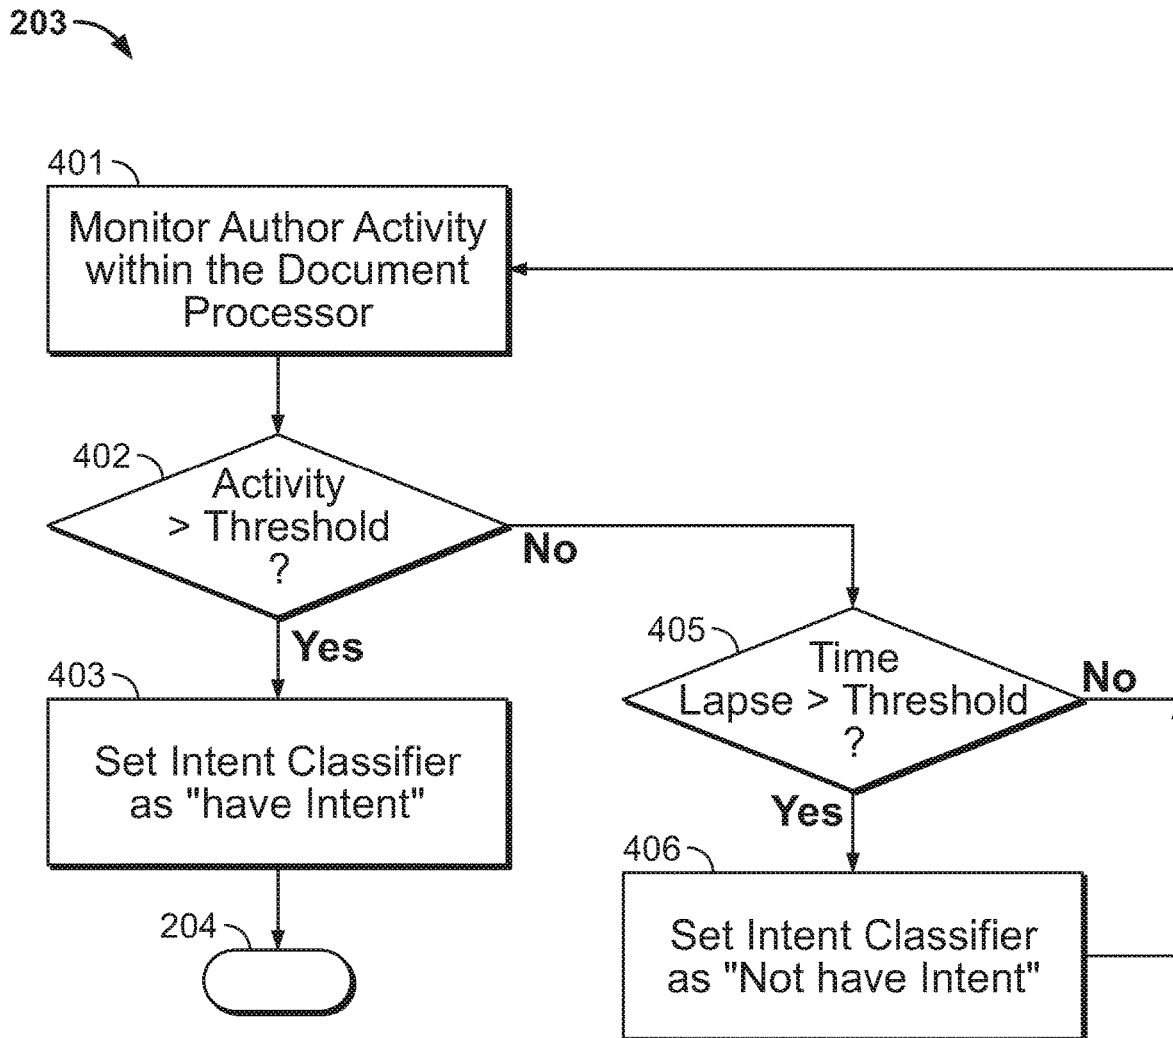 203
401
Monitor Author Activity
within the Document
Processor
402
Activity
> Threshold
?
No
Yes
403
Set Intent Classifier
as "have Intent"
204
405
Time
Lapse > Threshold
?
No
Yes
406
Set Intent Classifier
as "Not have Intent"